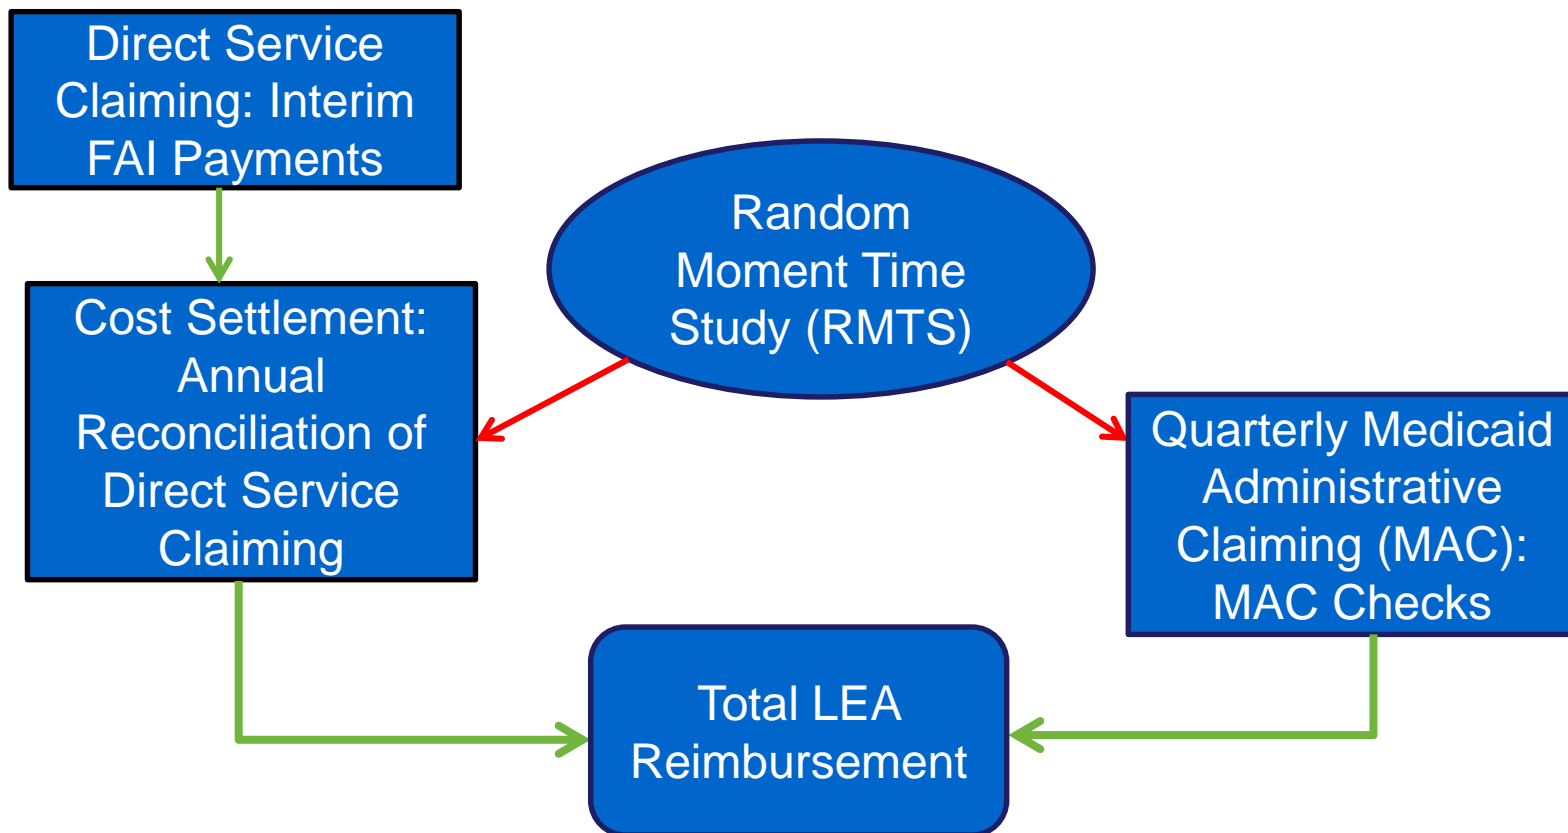 Direct Service
Claiming: Interim
FAI Payments
Random
Moment Time
Study (RMTS)
Cost Settlement:
Annual
Reconciliation of
Direct Service
Claiming
Quarterly Medicaid
Administrative
Claiming (MAC):
MAC Checks
Total LEA
Reimbursement